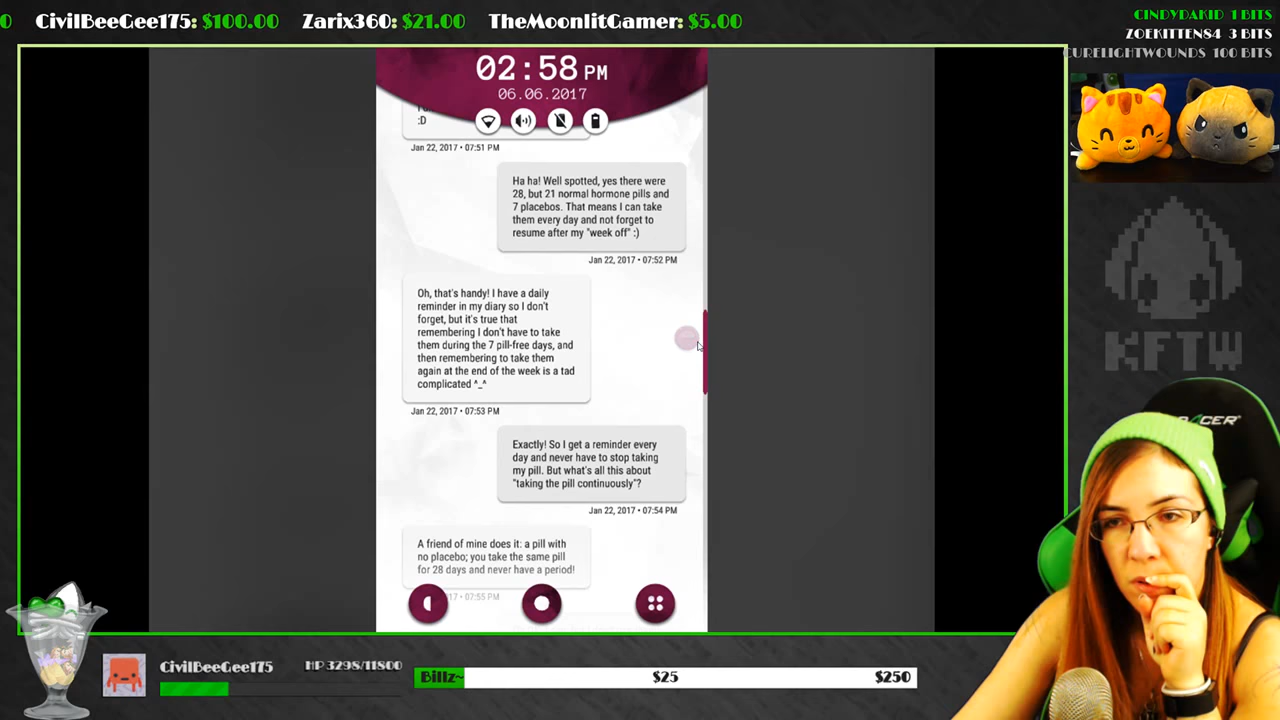 0 CivilBeeGee175: $100.00 Zarix360: $21.00 TheMoonlitGamer: $5.00
CINDYDAKID 1 BITS
ZOEKITTEN84 3 BITS
CURELIGHTWOUNDS 100 BITS
02:58 PM
06.06.2017
:D
Jan 22, 2017 • 07:51 PM
Ha ha! Well spotted, yes there were
28, but 21 normal hormone pills and
7 placebos. That means I can take
them every day and not forget to
resume after my "week off" :)
Jan 22, 2017 • 07:52 PM
Oh, that's handy! I have a daily
reminder in my diary so I don't
forget, but it's true that
remembering I don't have to take
them during the 7 pill-free days, and
then remembering to take them
again at the end of the week is a tad
complicated ^_^
Jan 22, 2017 • 07:53 PM
Exactly! So I get a reminder every
day and never have to stop taking
my pill. But what's all this about
"taking the pill continuously"?
Jan 22, 2017 • 07:54 PM
A friend of mine does it: a pill with
no placebo; you take the same pill
for 28 days and never have a period!
17 • 07:55 PM
KFTW
ACER
CivilBeeGee175
HP 3298/11800
Billz~
$25
$250